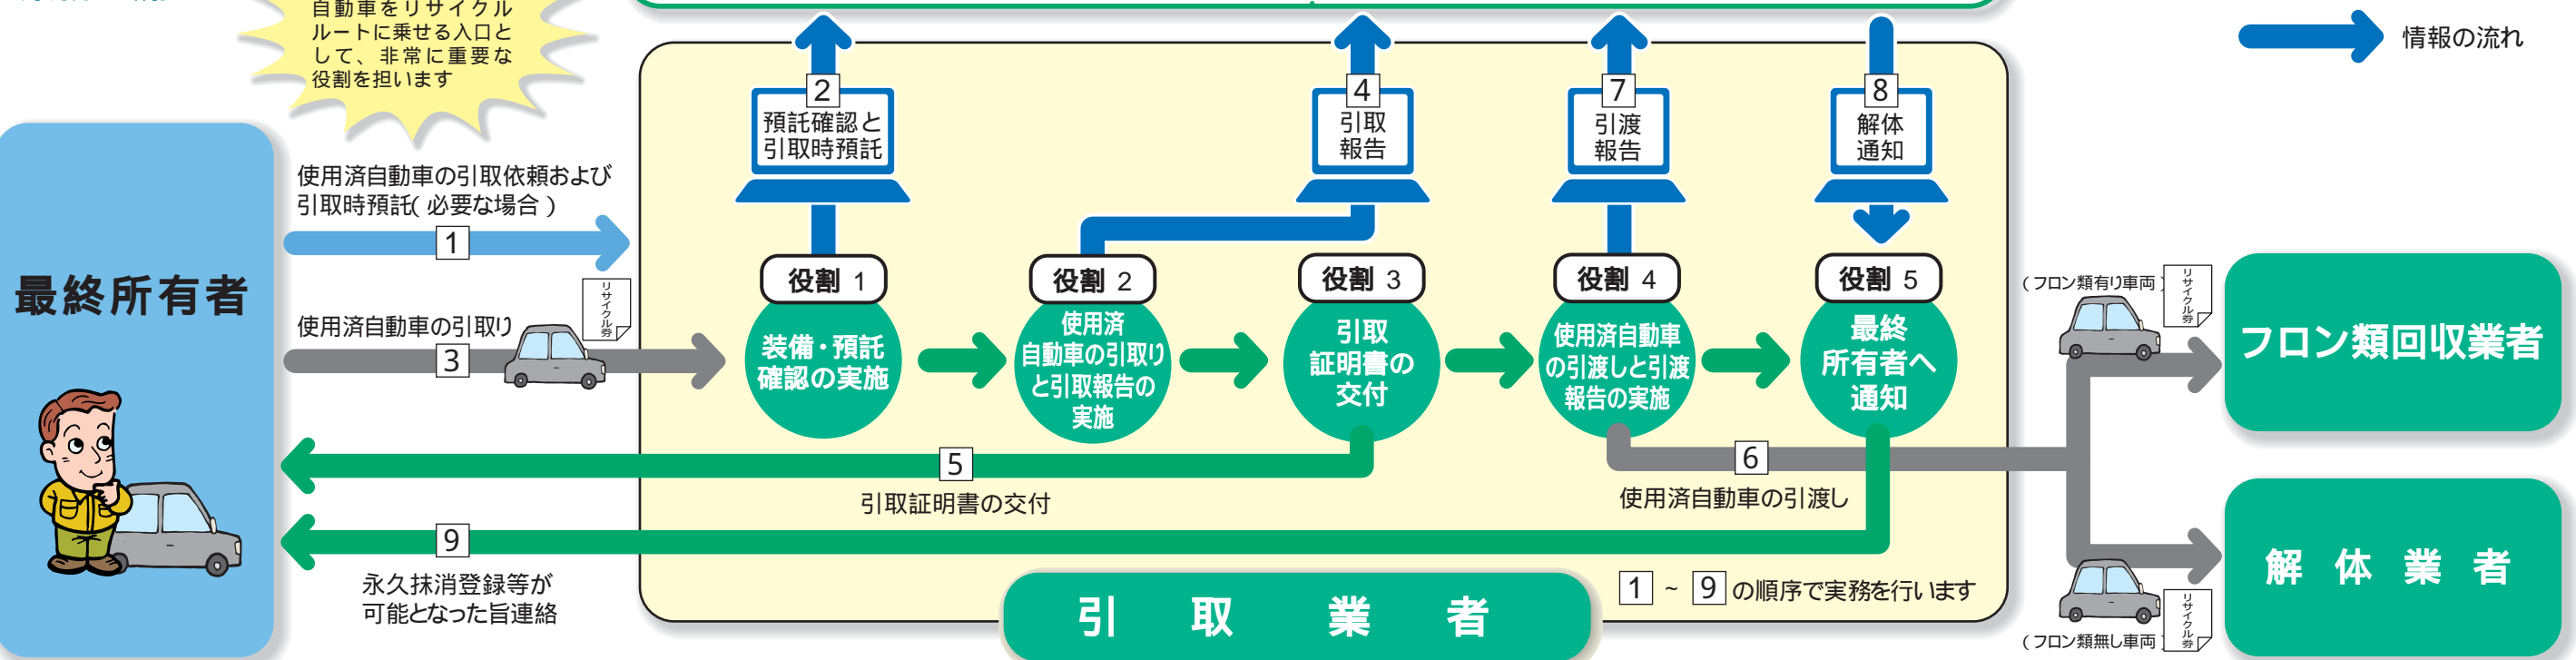 自動車をリサイクル
ルートに乗せる入口と
して、非常に重要な
役割を担います
情報の流れ
2
預託確認と
引取時預託
4
引取
報告
7
引渡
報告
8
解体
通知
使用済自動車の引取依頼および
引取時預託(必要な場合)
1
最終所有者
使用済自動車の引取り
3
リサイクル券
役割 1
装備・預託
確認の実施
役割 2
使用済
自動車の引取り
と引取報告の
実施
役割 3
引取
証明書の
交付
役割 4
使用済自動車
の引渡しと引渡
報告の実施
役割 5
最終
所有者へ
通知
5
引取証明書の交付
6
使用済自動車の引渡し
9
永久抹消登録等が
可能となった旨連絡
1 ~ 9 の順序で実務を行います
引取業者
(フロン類有り車両)
リサイクル券
フロン類回収業者
解体業者
リサイクル券
(フロン類無し車両)